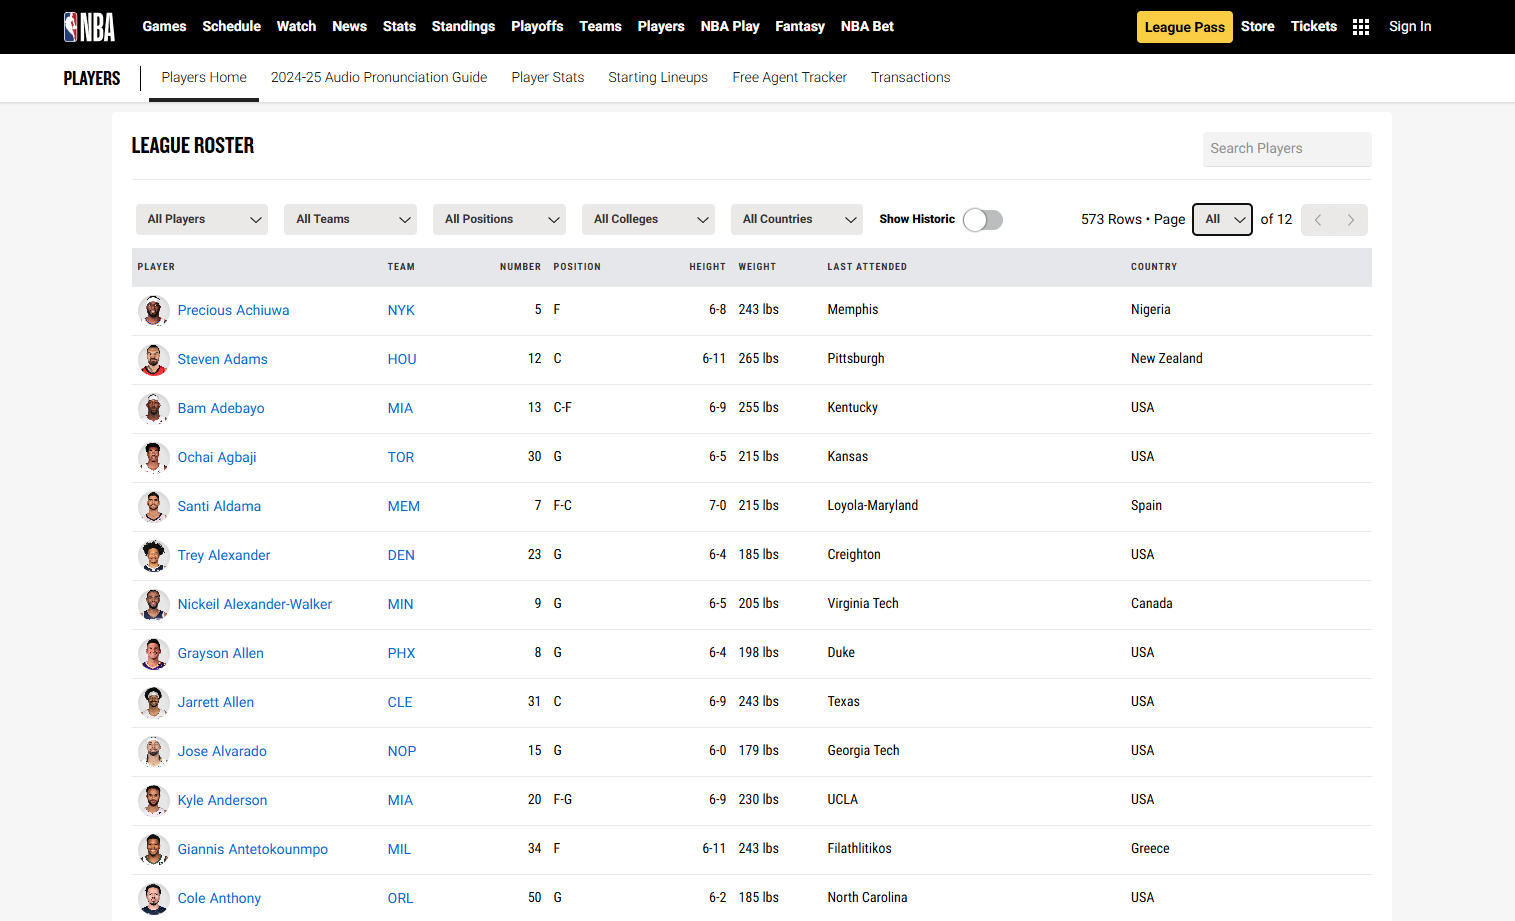 NBA Games Schedule Watch News Stats Standings Playoffs Teams Players NBA Play Fantasy NBA Bet League Pass Store Tickets Sign In
PLAYERS Players Home 2024-25 Audio Pronunciation Guide Player Stats Starting Lineups Free Agent Tracker Transactions
LEAGUE ROSTER Search Players
All Players All Teams All Positions All Colleges All Countries Show Historic 573 Rows • Page All of 12
PLAYER TEAM NUMBER POSITION HEIGHT WEIGHT LAST ATTENDED COUNTRY
Precious Achiuwa NYK 5 F 6-8 243 lbs Memphis Nigeria
Steven Adams HOU 12 C 6-11 265 lbs Pittsburgh New Zealand
Bam Adebayo MIA 13 C-F 6-9 255 lbs Kentucky USA
Ochai Agbaji TOR 30 G 6-5 215 lbs Kansas USA
Santi Aldama MEM 7 F-C 7-0 215 lbs Loyola-Maryland Spain
Trey Alexander DEN 23 G 6-4 185 lbs Creighton USA
Nickeil Alexander-Walker MIN 9 G 6-5 205 lbs Virginia Tech Canada
Grayson Allen PHX 8 G 6-4 198 lbs Duke USA
Jarrett Allen CLE 31 C 6-9 243 lbs Texas USA
Jose Alvarado NOP 15 G 6-0 179 lbs Georgia Tech USA
Kyle Anderson MIA 20 F-G 6-9 230 lbs UCLA USA
Giannis Antetokounmpo MIL 34 F 6-11 243 lbs Filathlitikos Greece
Cole Anthony ORL 50 G 6-2 185 lbs North Carolina USA